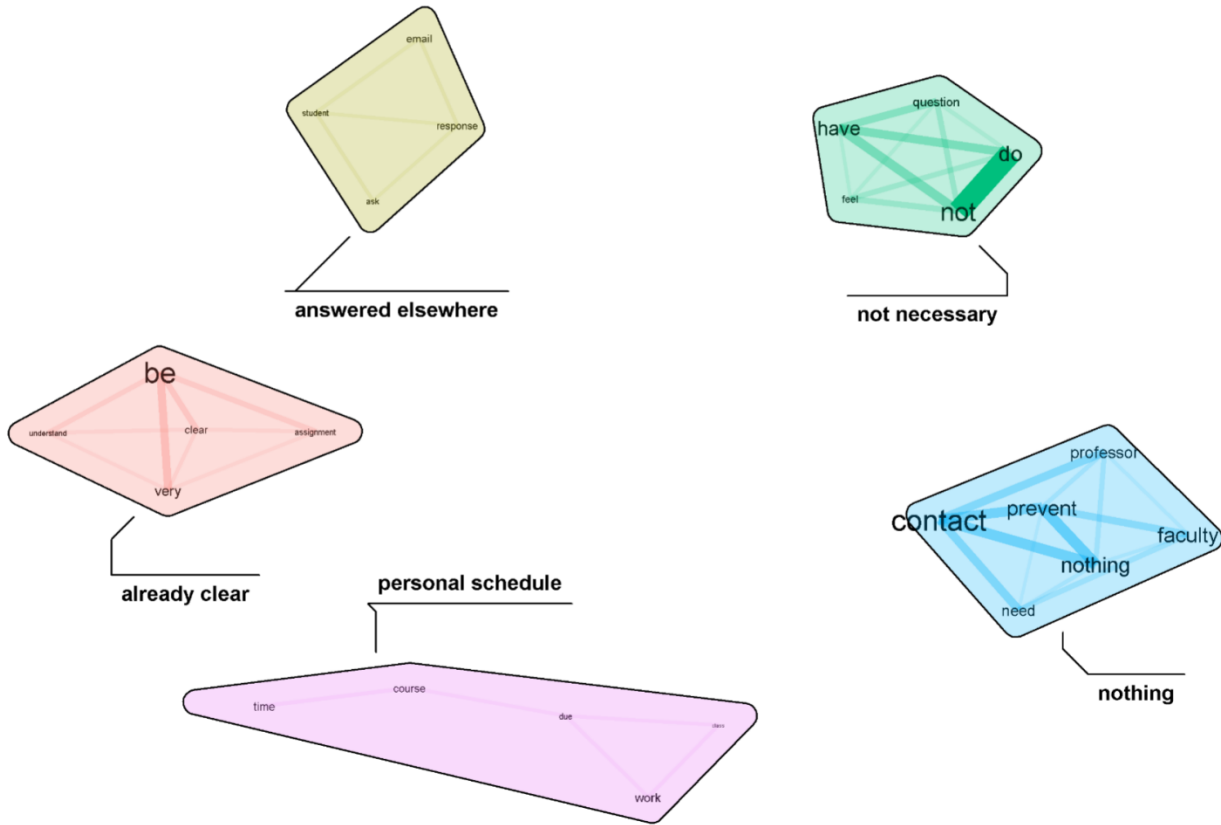 email
student
response
ask
answered elsewhere
question
have
do
feel
not
not necessary
be
understand
clear
assignment
very
already clear
professor
contact
prevent
faculty
nothing
need
nothing
personal schedule
course
time
due
work